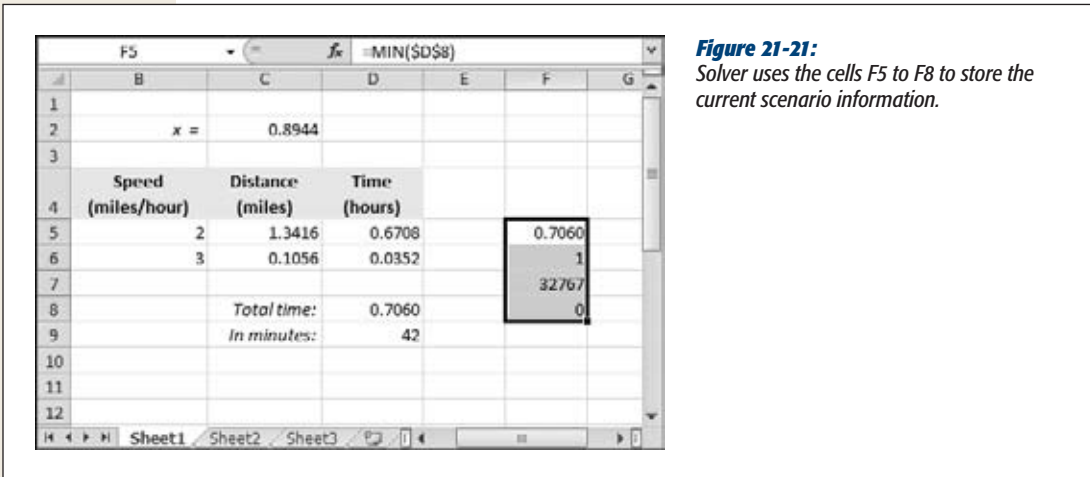 F5 fx =MIN($D$8)
B C D E F G
1
2 x = 0.8944
3
Speed Distance Time
4 (miles/hour) (miles) (hours)
5 2 1.3416 0.6708 0.7060
6 3 0.1056 0.0352 1
7 32767
8 Total time: 0.7060 0
9 In minutes: 42
10
11
12
Sheet1 Sheet2 Sheet3
Figure 21-21:
Solver uses the cells F5 to F8 to store the
current scenario information.